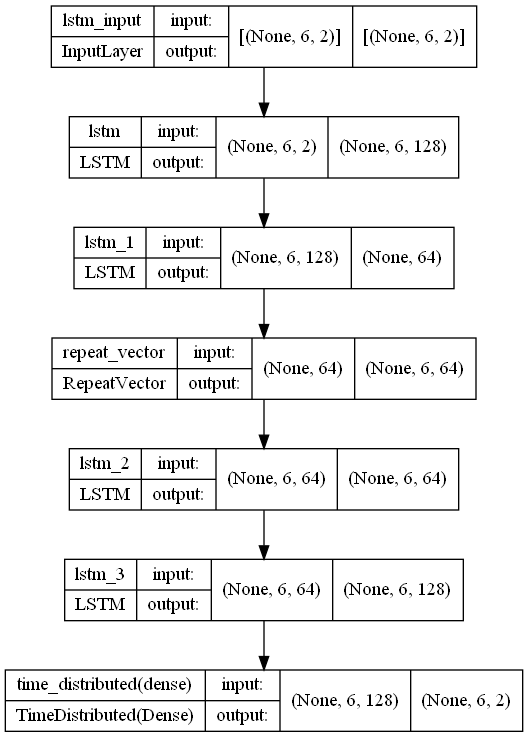 lstm_input input: [(None, 6, 2)] [(None, 6, 2)]
InputLayer output:
lstm input: (None, 6, 2) (None, 6, 128)
LSTM output:
lstm_1 input: (None, 6, 128) (None, 64)
LSTM output:
repeat_vector input: (None, 64) (None, 6, 64)
RepeatVector output:
lstm_2 input: (None, 6, 64) (None, 6, 64)
LSTM output:
lstm_3 input: (None, 6, 64) (None, 6, 128)
LSTM output:
time_distributed(dense) input: (None, 6, 128) (None, 6, 2)
TimeDistributed(Dense) output: